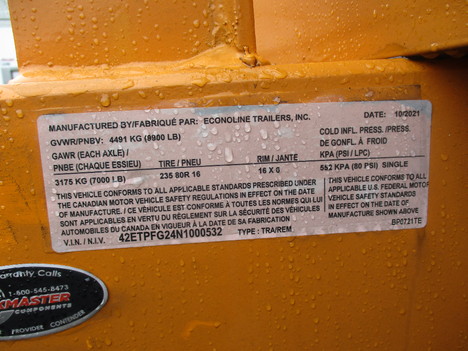 MANUFACTURED BY/FABRIQUÉ PAR: ECONOLINE TRAILERS, INC. DATE: 10/2021
GVWR/PNBV: 4491 KG (9900 LB)
COLD INFL. PRESS./PRESS.
DE GONFL. À FROID
GAWR (EACH AXLE)/
PNBE (CHAQUE ESSIEU) TIRE / PNEU RIM / JANTE KPA (PSI / LPC)
3175 KG (7000 LB) 235 80R 16 16 X 6 552 KPA (80 PSI) SINGLE
THIS VEHICLE CONFORMS TO ALL APPLICABLE STANDARDS PRESCRIBED UNDER
THE CANADIAN MOTOR VEHICLE SAFETY REGULATIONS IN EFFECT ON THE DATE
OF MANUFACTURE. / CE VÉHICULE EST CONFORME À TOUTES LES NORMES QUI LUI
SONT APPLICABLES EN VERTU DU RÈGLEMENT SUR LA SÉCURITÉ DES VÉHICULES
AUTOMOBILES DU CANADA EN VIGUEUR À LA DATE DE SA FABRICATION
THIS VEHICLE CONFORMS TO ALL
APPLICABLE U.S. FEDERAL MOTOR
VEHICLE SAFETY STANDARDS
IN EFFECT ON THE DATE OF
MANUFACTURE SHOWN ABOVE
V.I.N. / N.I.V. 42ETPFG24N1000532 TYPE: TRA/REM BP0721TE
Warranty Calls
1-800-545-8473
MASTER
COMPONENTS
PROVIDER CENTER